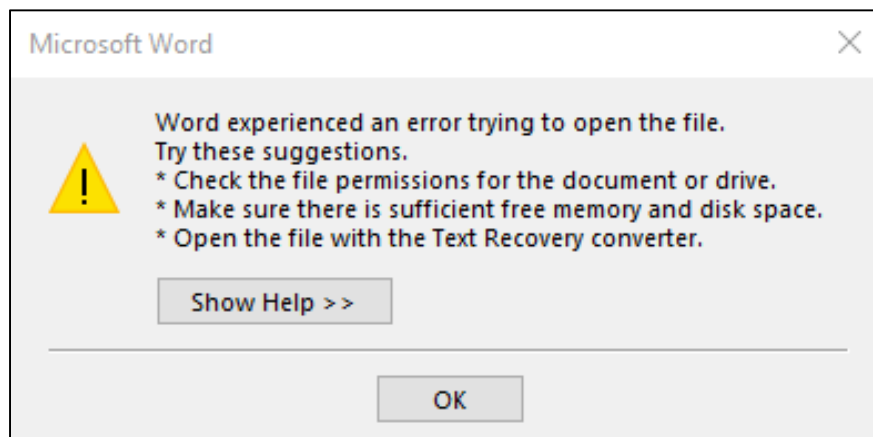 Microsoft Word
Word experienced an error trying to open the file.
Try these suggestions.
* Check the file permissions for the document or drive.
* Make sure there is sufficient free memory and disk space.
* Open the file with the Text Recovery converter.
Show Help >>
OK